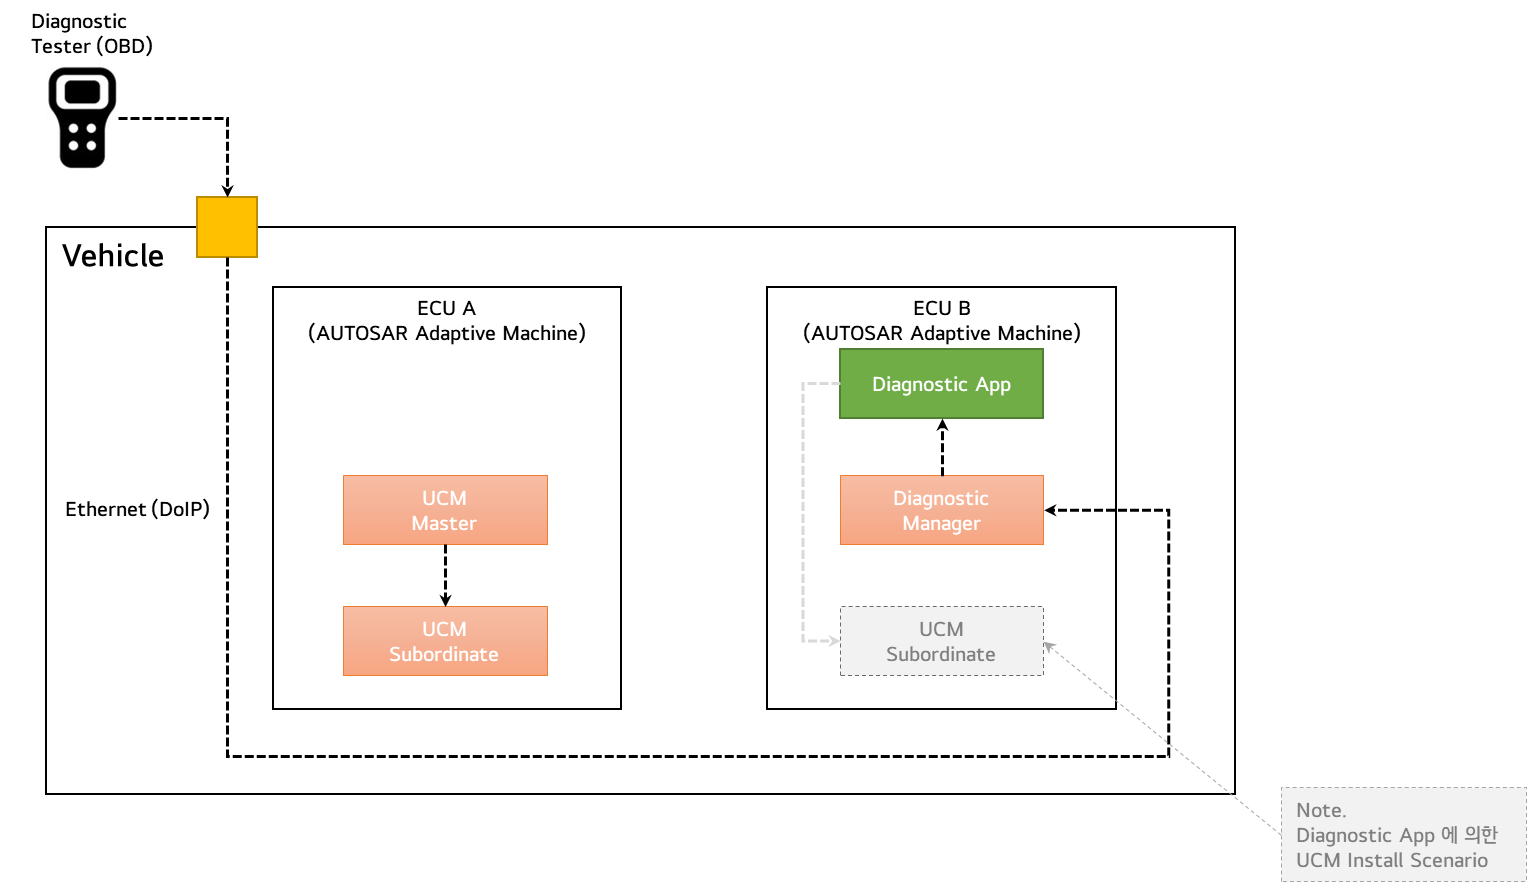 Diagnostic
Tester (OBD)
Vehicle
Ethernet (DoIP)
ECU A
(AUTOSAR Adaptive Machine)
UCM
Master
UCM
Subordinate
ECU B
(AUTOSAR Adaptive Machine)
Diagnostic App
Diagnostic
Manager
UCM
Subordinate
Note.
Diagnostic App 에 의한
UCM Install Scenario